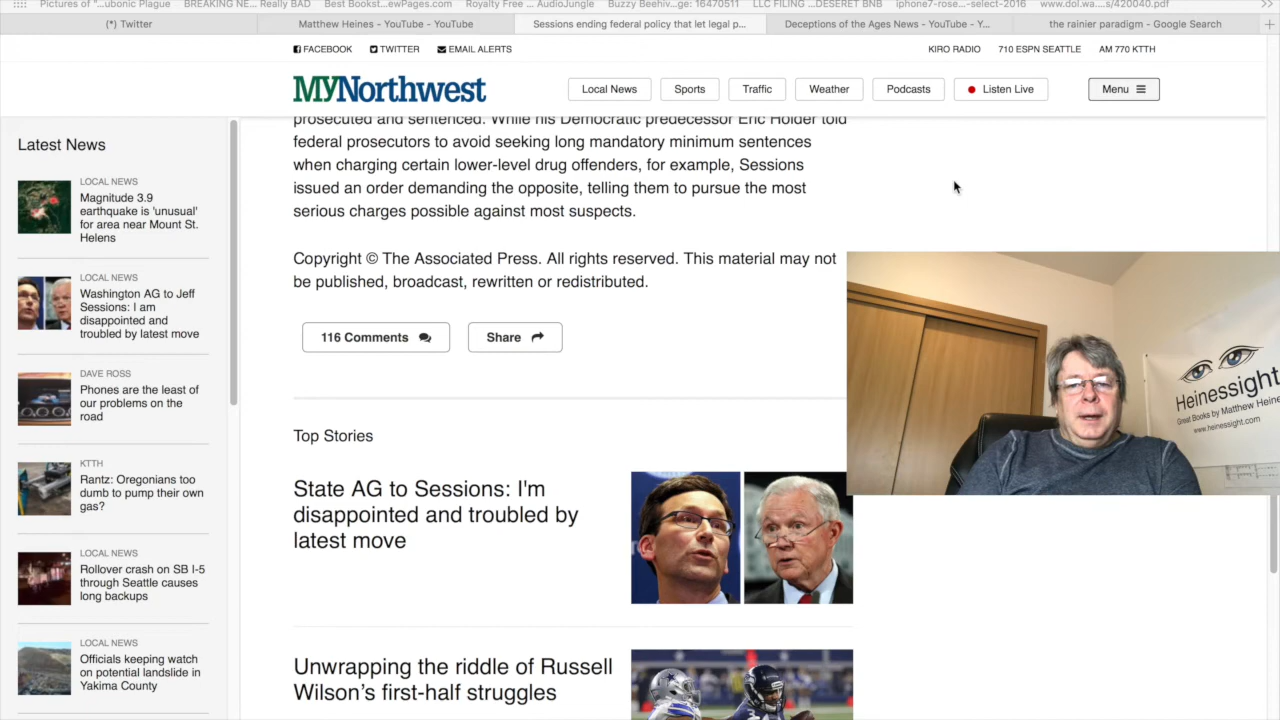 Pictures of "...ubonic Plague
BREAKING NE... Really BAD
Best Bookst...ewPages.com
Royalty Free ... AudioJungle
Buzzy Beehiv...ge: 16470511
LLC FILING ...DESERET BNB
iphone7-rose...-select-2016
www.dol.wa....s/420040.pdf
(*) Twitter
Matthew Heines - YouTube - YouTube
Sessions ending federal policy that let legal p...
Deceptions of the Ages News - YouTube - Y...
the rainier paradigm - Google Search
FACEBOOK
TWITTER
EMAIL ALERTS
KIRO RADIO
710 ESPN SEATTLE
AM 770 KTTH
MYNorthwest
Local News
Sports
Traffic
Weather
Podcasts
Listen Live
Menu
Latest News
LOCAL NEWS
Magnitude 3.9
earthquake is 'unusual'
for area near Mount St.
Helens
LOCAL NEWS
Washington AG to Jeff
Sessions: I am
disappointed and
troubled by latest move
DAVE ROSS
Phones are the least of
our problems on the
road
KTTH
Rantz: Oregonians too
dumb to pump their own
gas?
LOCAL NEWS
Rollover crash on SB I-5
through Seattle causes
long backups
LOCAL NEWS
Officials keeping watch
on potential landslide in
Yakima County
prosecuted and sentenced. While his Democratic predecessor Eric Holder told
federal prosecutors to avoid seeking long mandatory minimum sentences
when charging certain lower-level drug offenders, for example, Sessions
issued an order demanding the opposite, telling them to pursue the most
serious charges possible against most suspects.
Copyright © The Associated Press. All rights reserved. This material may not
be published, broadcast, rewritten or redistributed.
116 Comments
Share
Top Stories
State AG to Sessions: I'm
disappointed and troubled by
latest move
Unwrapping the riddle of Russell
Wilson's first-half struggles
Heinessight
Great Books by Matthew Heine
www.heinessight.com